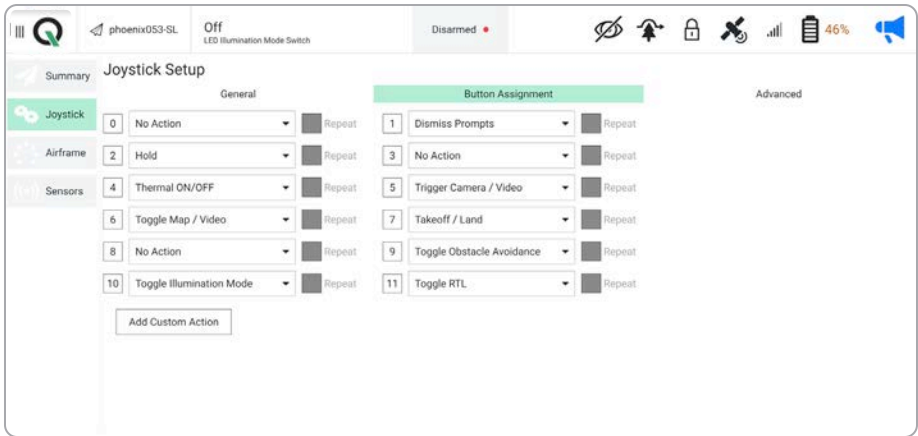 phoenix053-SL
Off
LED Illumination Mode Switch
Disarmed
46%
Summary
Joystick
Airframe
Sensors
Joystick Setup
General
Button Assignment
Advanced
0 No Action Repeat 1 Dismiss Prompts Repeat
2 Hold Repeat 3 No Action Repeat
4 Thermal ON/OFF Repeat 5 Trigger Camera / Video Repeat
6 Toggle Map / Video Repeat 7 Takeoff / Land Repeat
8 No Action Repeat 9 Toggle Obstacle Avoidance Repeat
10 Toggle Illumination Mode Repeat 11 Toggle RTL Repeat
Add Custom Action